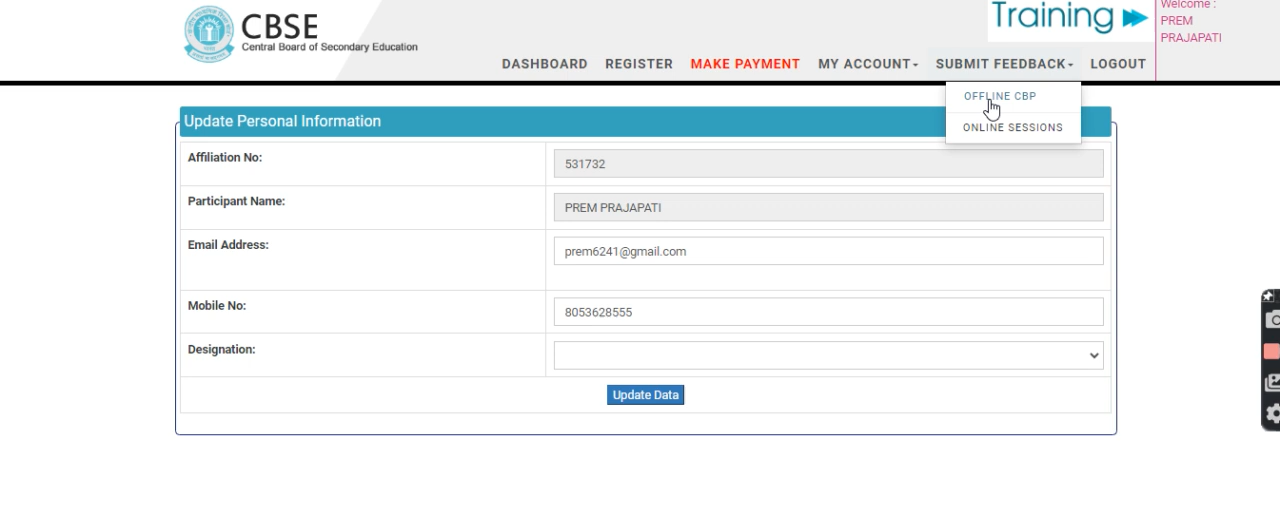 CBSE
Central Board of Secondary Education
Training
Welcome :
PREM
PRAJAPATI
DASHBOARD REGISTER MAKE PAYMENT MY ACCOUNT SUBMIT FEEDBACK LOGOUT
OFFLINE CBP
ONLINE SESSIONS
Update Personal Information
Affiliation No: 531732
Participant Name: PREM PRAJAPATI
Email Address: prem6241@gmail.com
Mobile No: 8053628555
Designation:
Update Data